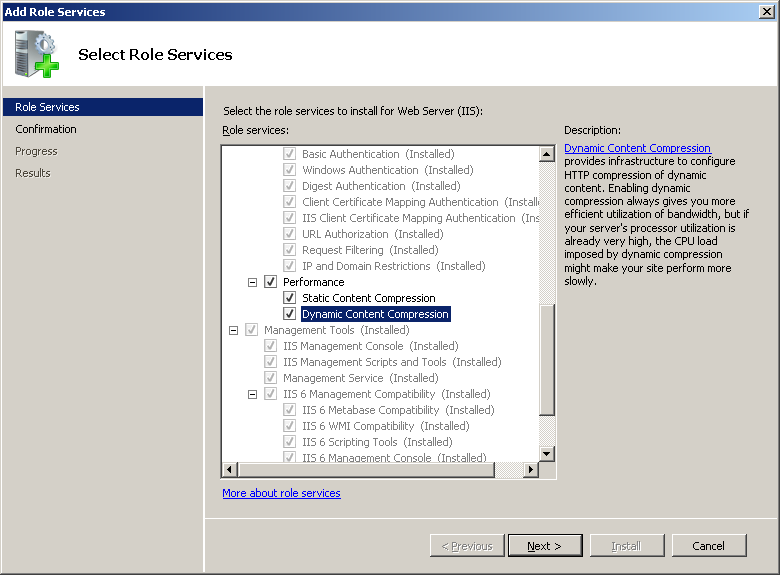 Add Role Services
Select Role Services
Role Services
Confirmation
Progress
Results
Select the role services to install for Web Server (IIS):
Role services:
Basic Authentication (Installed)
Windows Authentication (Installed)
Digest Authentication (Installed)
Client Certificate Mapping Authentication (Install
IIS Client Certificate Mapping Authentication (Ins
URL Authorization (Installed)
Request Filtering (Installed)
IP and Domain Restrictions (Installed)
Performance
Static Content Compression
Dynamic Content Compression
Management Tools (Installed)
IIS Management Console (Installed)
IIS Management Scripts and Tools (Installed)
Management Service (Installed)
IIS 6 Management Compatibility (Installed)
IIS 6 Metabase Compatibility (Installed)
IIS 6 WMI Compatibility (Installed)
IIS 6 Scripting Tools (Installed)
IIS 6 Management Console (Installed)
More about role services
Description:
Dynamic Content Compression
provides infrastructure to configure
HTTP compression of dynamic
content. Enabling dynamic
compression always gives you more
efficient utilization of bandwidth, but if
your server's processor utilization is
already very high, the CPU load
imposed by dynamic compression
might make your site perform more
slowly.
< Previous
Next >
Install
Cancel